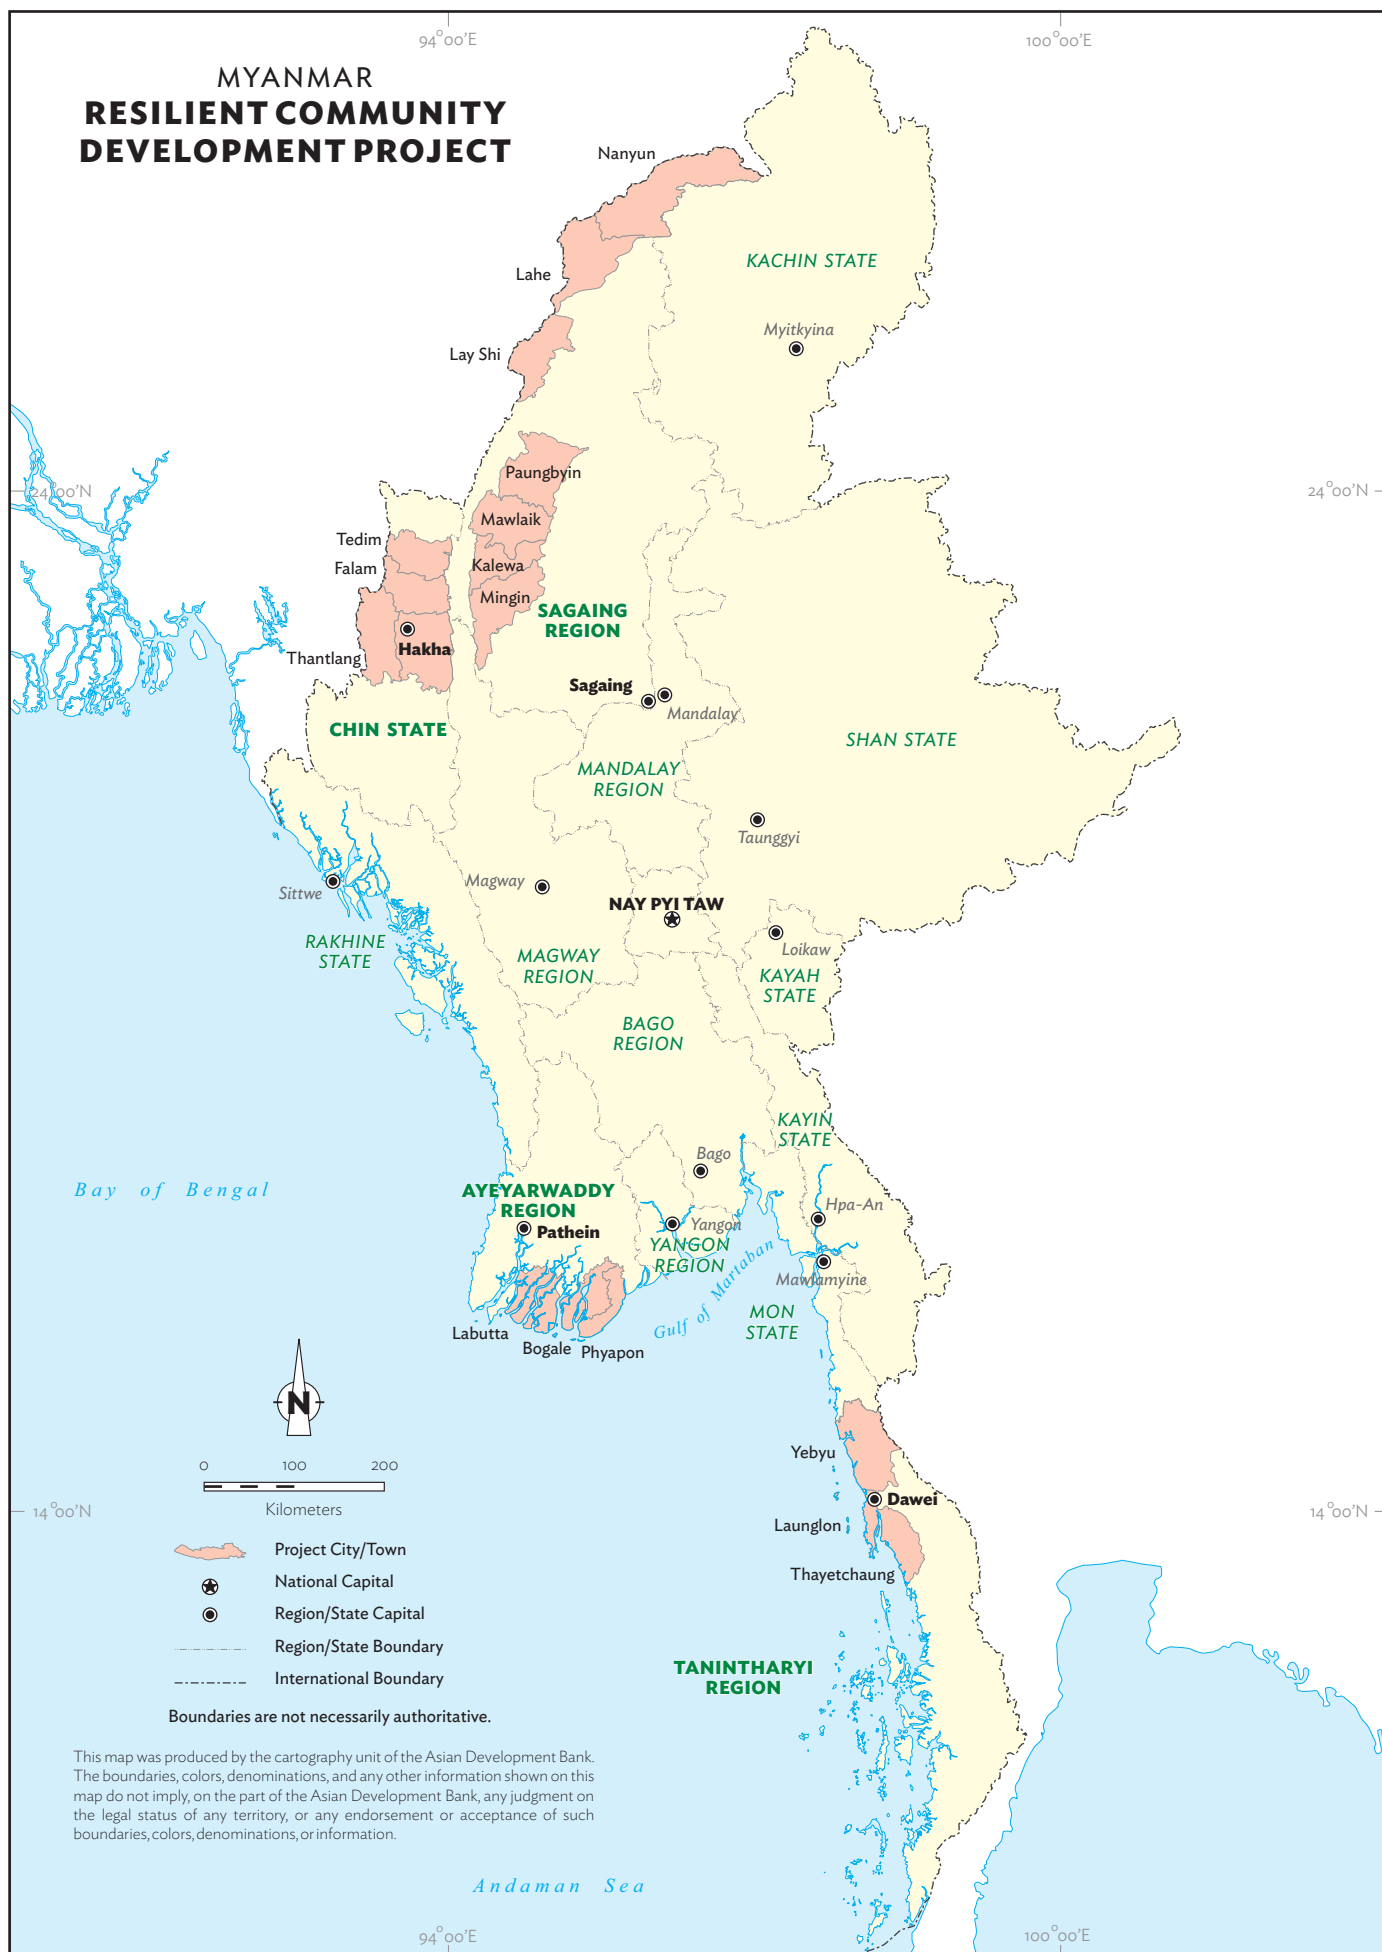 94°00'E
100°00'E
MYANMAR
RESILIENT COMMUNITY
DEVELOPMENT PROJECT
Nanyun
KACHIN STATE
Lahe
Myitkyina
Lay Shi
Paungbyin
24°00'N
24°00'N
Mawlaik
Tedim
Falam
Kalewa
Mingin
SAGAING
REGION
Hakha
Thantlang
Sagaing
Mandalay
CHIN STATE
SHAN STATE
MANDALAY
REGION
Taunggyi
Magway
Sittwe
NAY PYI TAW
RAKHINE
STATE
Loikaw
MAGWAY
REGION
KAYAH
STATE
BAGO
REGION
KAYIN
STATE
Bago
Bay of Bengal
AYEYARWADDY
REGION
Hpa-An
Pathein
Yangon
YANGON
REGION
Gulf of Martaban
Mawlamyine
MON
STATE
Labutta
Bogale
Phyapon
N
Yebyu
0 100 200
Kilometers
Dawei
14°00'N
14°00'N
Launglon
Thayetchaung
Project City/Town
National Capital
Region/State Capital
Region/State Boundary
International Boundary
TANINTHARYI
REGION
Boundaries are not necessarily authoritative.
This map was produced by the cartography unit of the Asian Development Bank.
The boundaries, colors, denominations, and any other information shown on this
map do not imply, on the part of the Asian Development Bank, any judgment on
the legal status of any territory, or any endorsement or acceptance of such
boundaries, colors, denominations, or information.
Andaman Sea
94°00'E
100°00'E